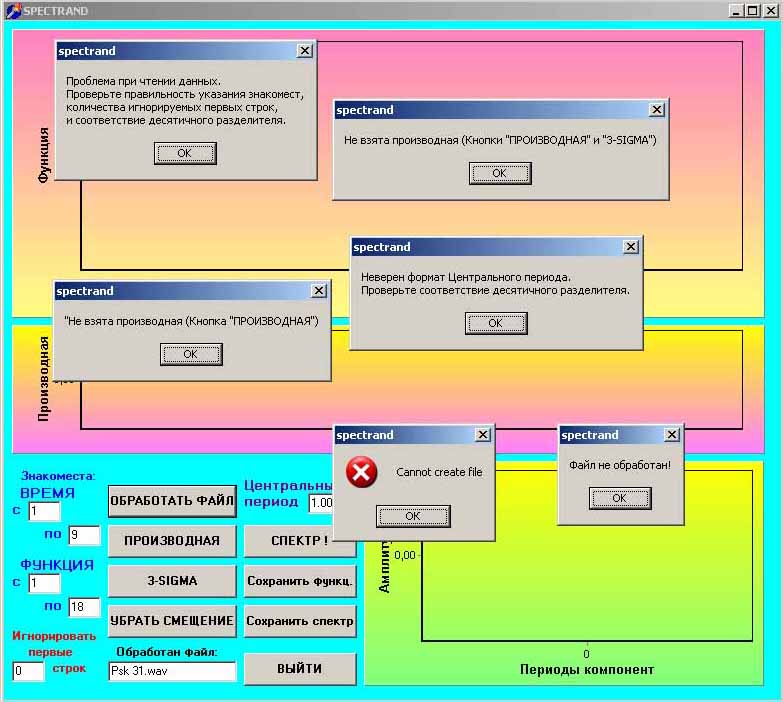 SPECTRAND
spectrand
Проблема при чтении данных.
Проверьте правильность указания знакомест,
количества игнорируемых первых строк,
и соответствие десятичного разделителя.
OK
spectrand
Не взята производная (Кнопки "ПРОИЗВОДНАЯ" и "3-SIGMA")
OK
Функция
spectrand
Неверен формат Центрального периода.
Проверьте соответствие десятичного разделителя.
OK
spectrand
"Не взята производная (Кнопка "ПРОИЗВОДНАЯ")
OK
Производная
spectrand
Cannot create file
OK
spectrand
Файл не обработан!
OK
Знакоместа:
ВРЕМЯ
с 1
по 9
ФУНКЦИЯ
с 1
по 18
Игнорировать
первые
0 строк
ОБРАБОТАТЬ ФАЙЛ
ПРОИЗВОДНАЯ
3-SIGMA
УБРАТЬ СМЕЩЕНИЕ
Обработан файл:
Psk 31.wav
Центральны
период 1.00
СПЕКТР !
Сохранить функц.
Сохранить спектр
ВЫЙТИ
Амплиту
0,00
0
Периоды компонент